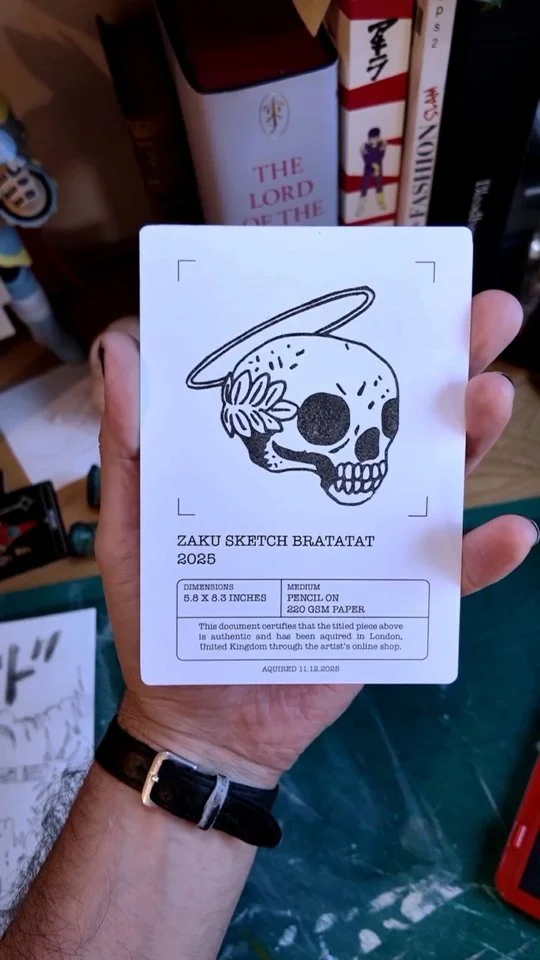 ps
2
FASHION
THE
LORD
OF THE
ZAKU SKETCH BRATATAT
2025
DIMENSIONS
5.8 X 8.3 INCHES
MEDIUM
PENCIL ON
220 GSM PAPER
This document certifies that the titled piece above
is authentic and has been aquired in London,
United Kingdom through the artist's online shop.
AQUIRED 11.12.2025